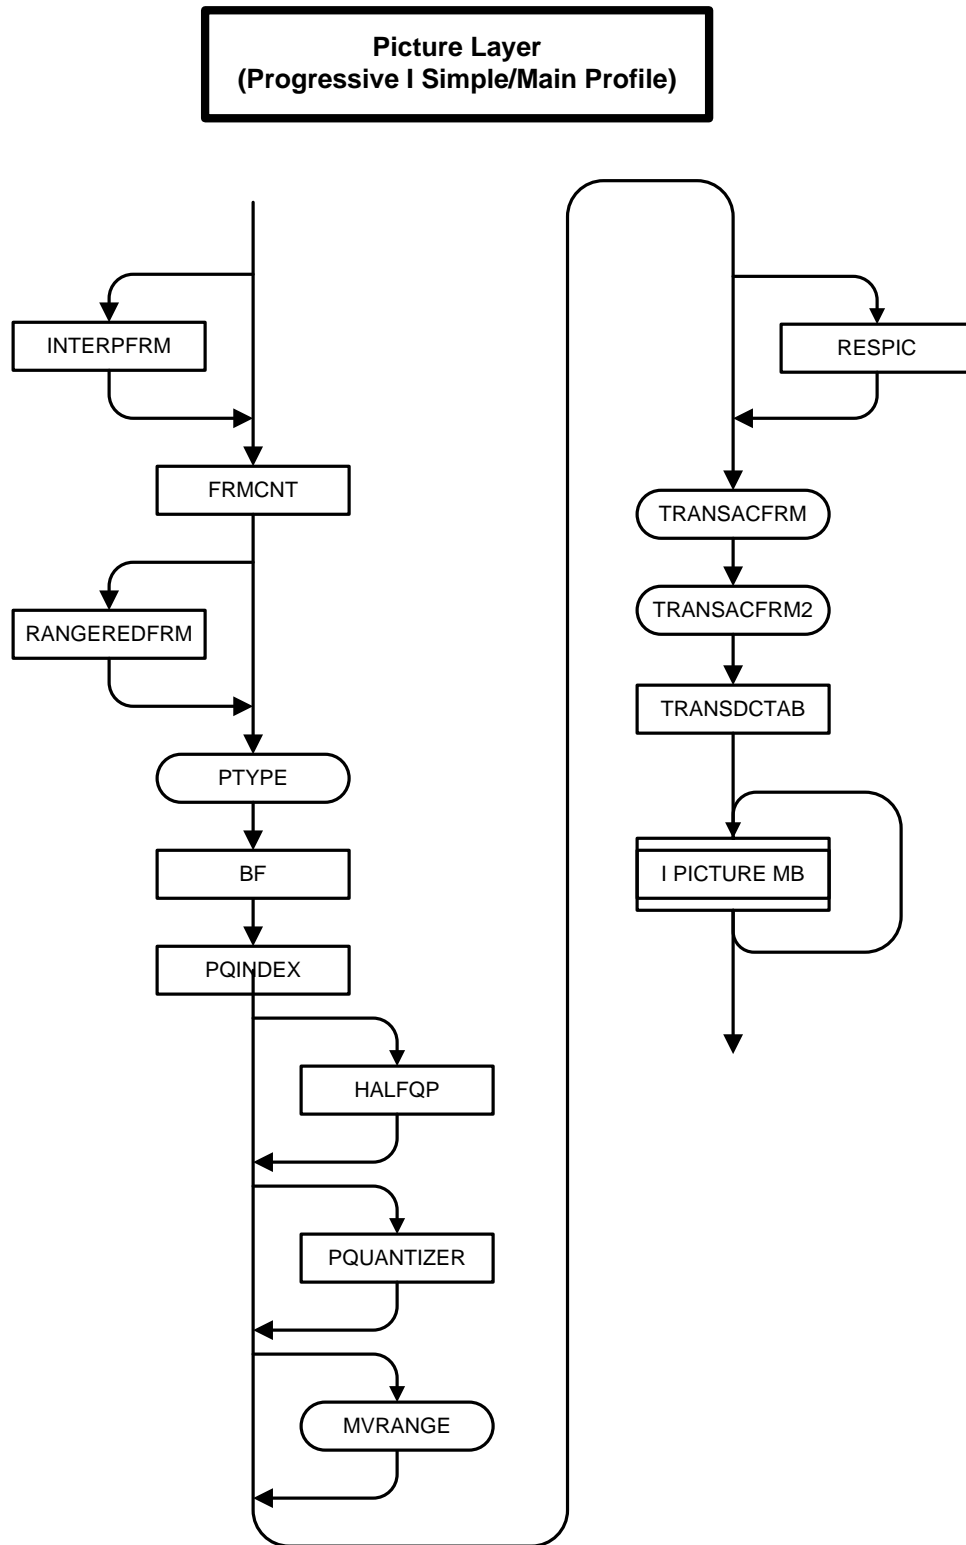 Picture Layer
(Progressive I Simple/Main Profile)
INTERPFRM
FRMCNT
RANGEREDFRM
PTYPE
BF
PQINDEX
HALFQP
PQUANTIZER
MVRANGE
RESPIC
TRANSACFRM
TRANSACFRM2
TRANSDCTAB
I PICTURE MB